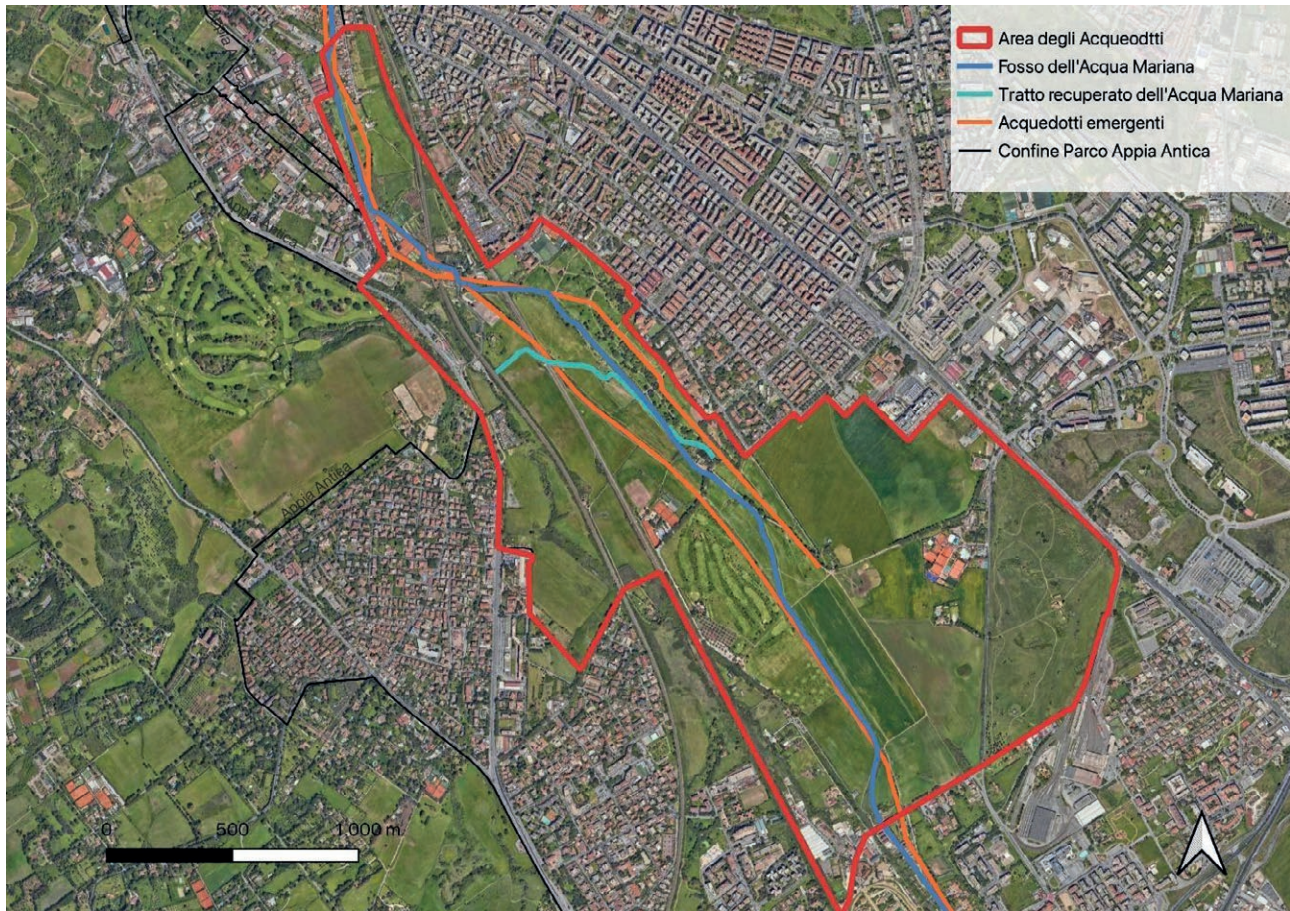 Area degli Acqueodtti
Fosso dell'Acqua Mariana
Tratto recuperato dell'Acqua Mariana
Acquedotti emergenti
Confine Parco Appia Antica
Appia Antica
0 500 1 000 m